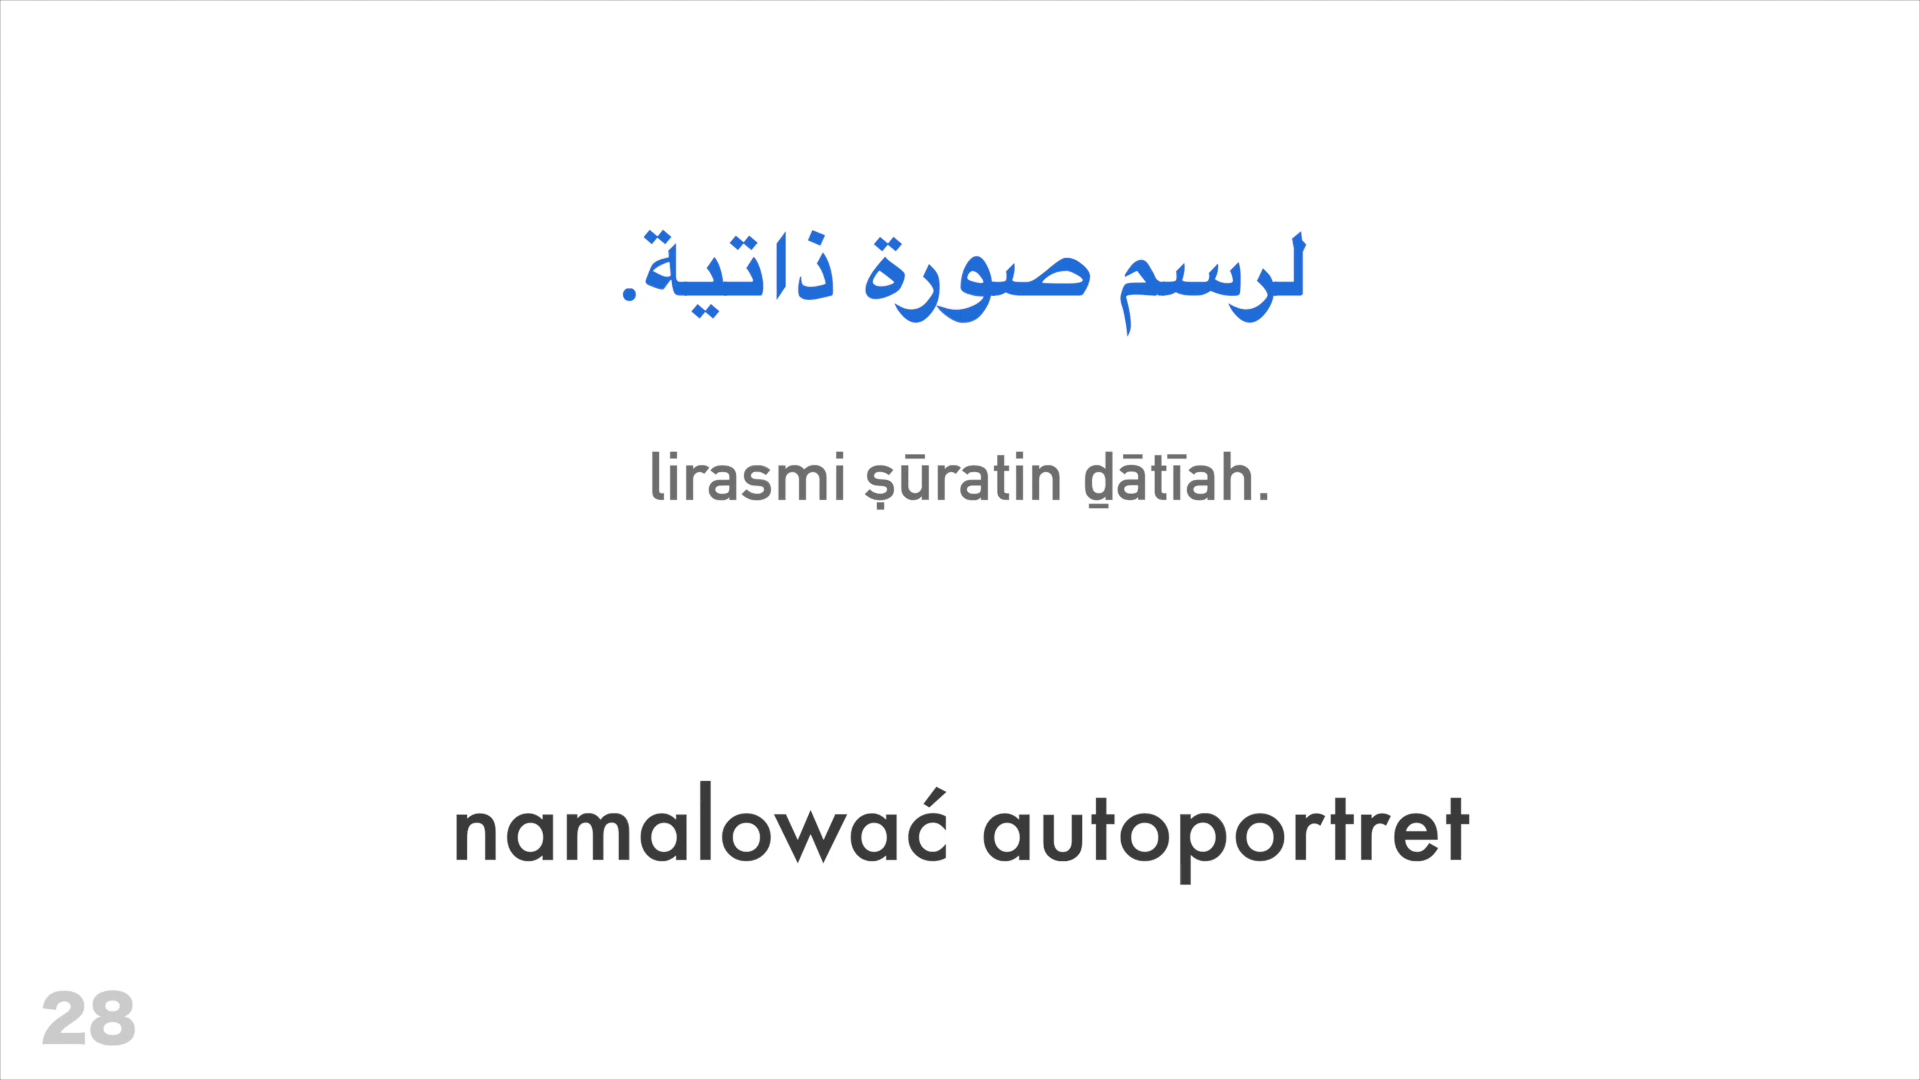 لرسم صورة ذاتية.
lirasmi ṣūratin ḏātīah.
namalować autoportret
28